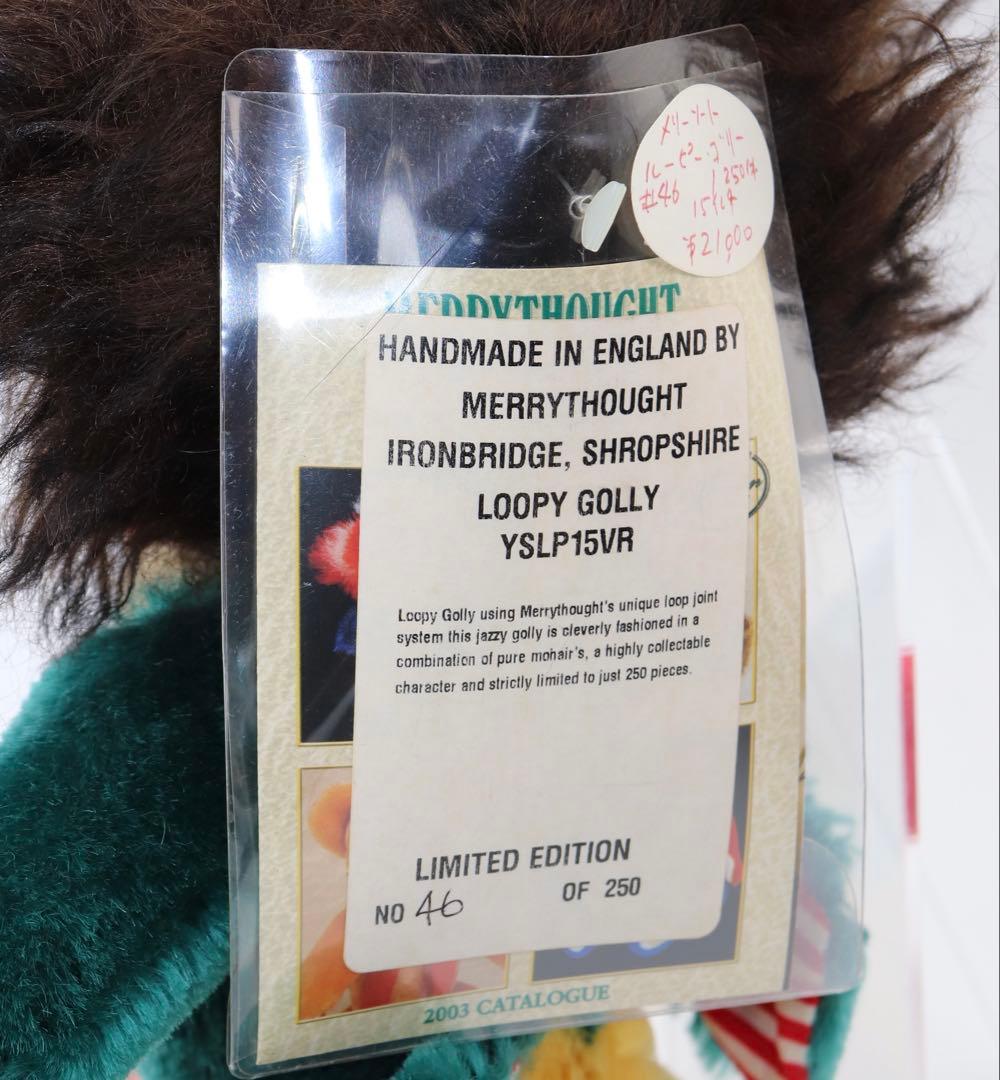 メリーソート
ルーピー・ゴリー
#46 / 250体
¥21,000
MERRYTHOUGHT
HANDMADE IN ENGLAND BY
MERRYTHOUGHT
IRONBRIDGE, SHROPSHIRE
LOOPY GOLLY
YSLP15VR
Loopy Golly using Merrythought's unique loop joint
system this jazzy golly is cleverly fashioned in a
combination of pure mohair's, a highly collectable
character and strictly limited to just 250 pieces.
LIMITED EDITION
NO 46 OF 250
2003 CATALOGUE